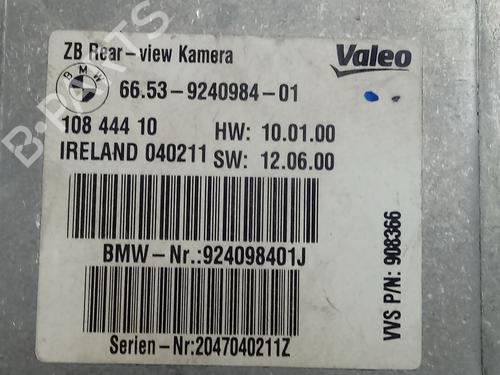 ZB Rear-view Kamera
Valeo
BMW
66.53-9240984-01
108 444 10
HW: 10.01.00
IRELAND 040211
SW: 12.06.00
BMW-Nr.:924098401J
Serien-Nr:2047040211Z
VVS P/N: 908366
B-PARTS